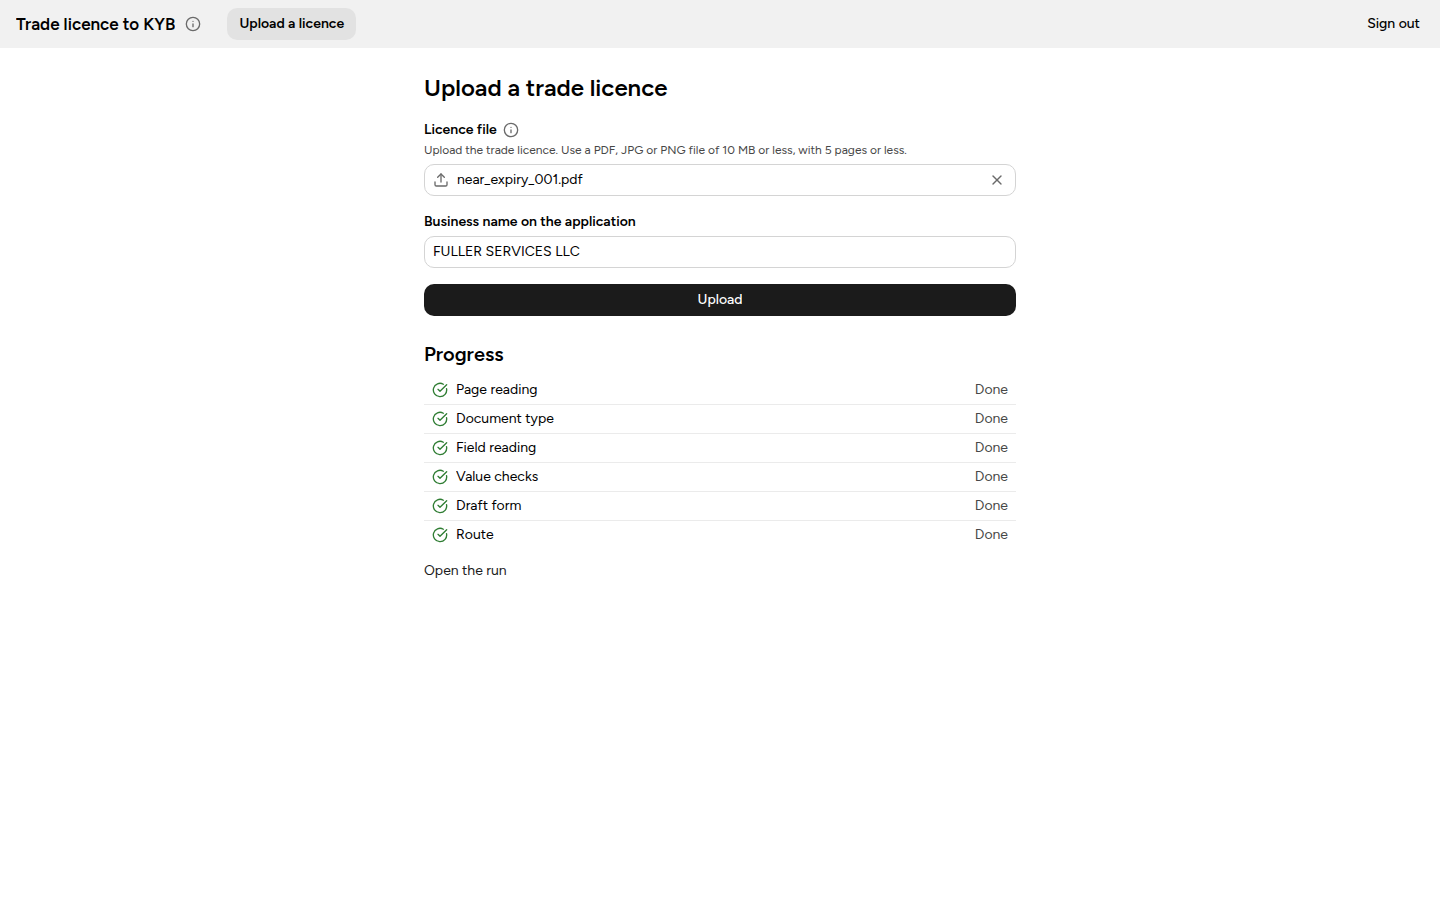 Trade licence to KYB
Upload a licence
Sign out
Upload a trade licence
Licence file
Upload the trade licence. Use a PDF, JPG or PNG file of 10 MB or less, with 5 pages or less.
near_expiry_001.pdf
Business name on the application
FULLER SERVICES LLC
Upload
Progress
Page reading Done
Document type Done
Field reading Done
Value checks Done
Draft form Done
Route Done
Open the run